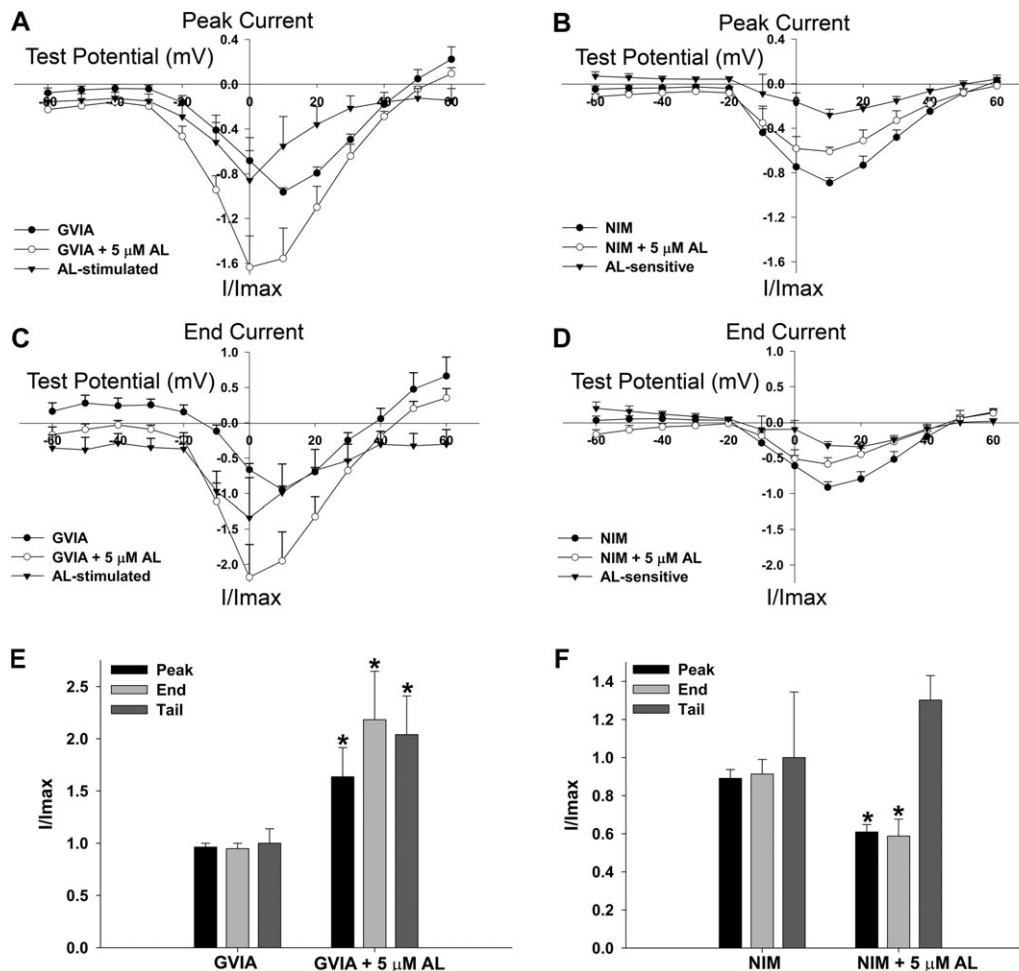 A
Peak Current
Test Potential (mV)
0.4
0.0
-60
-40
-20
0
20
40
60
-0.4
-0.8
-1.2
-1.6
GVIA
GVIA + 5 μM AL
AL-stimulated
I/Imax
B
Peak Current
Test Potential (mV)
0.4
0.0
-60
-40
-20
0
20
40
60
-0.4
-0.8
-1.2
-1.6
NIM
NIM + 5 μM AL
AL-sensitive
I/Imax
C
End Current
Test Potential (mV)
1.0
0.5
0.0
-60
-40
-20
0
20
40
60
-0.5
-1.0
-1.5
-2.0
GVIA
GVIA + 5 μM AL
AL-stimulated
I/Imax
D
End Current
Test Potential (mV)
1.0
0.5
0.0
-60
-40
-20
0
20
40
60
-0.5
-1.0
-1.5
-2.0
NIM
NIM + 5 μM AL
AL-sensitive
I/Imax
E
Peak
End
Tail
I/Imax
2.5
2.0
1.5
1.0
0.5
0.0
* * *
GVIA
GVIA + 5 μM AL
F
Peak
End
Tail
I/Imax
1.4
1.2
1.0
0.8
0.6
0.4
0.2
0.0
* *
NIM
NIM + 5 μM AL